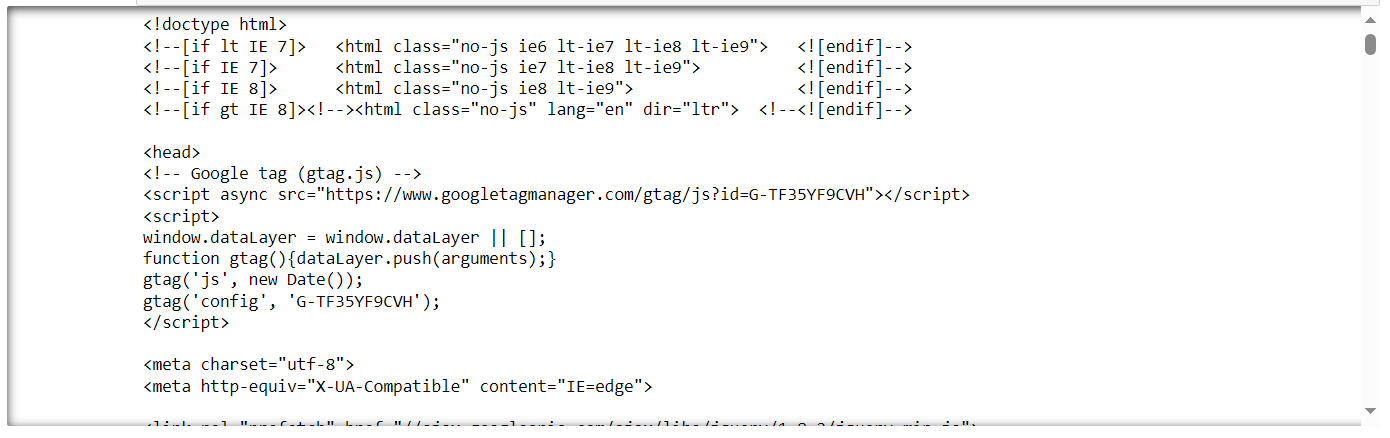 <!doctype html>
<!--[if lt IE 7]>   <html class="no-js ie6 lt-ie7 lt-ie8 lt-ie9">   <![endif]-->
<!--[if IE 7]>      <html class="no-js ie7 lt-ie8 lt-ie9">          <![endif]-->
<!--[if IE 8]>      <html class="no-js ie8 lt-ie9">                 <![endif]-->
<!--[if gt IE 8]><!--><html class="no-js" lang="en" dir="ltr">  <!--<![endif]-->
<head>
<!-- Google tag (gtag.js) -->
<script async src="https://www.googletagmanager.com/gtag/js?id=G-TF35YF9CVH"></script>
<script>
window.dataLayer = window.dataLayer || [];
function gtag(){dataLayer.push(arguments);}
gtag('js', new Date());
gtag('config', 'G-TF35YF9CVH');
</script>
<meta charset="utf-8">
<meta http-equiv="X-UA-Compatible" content="IE=edge">